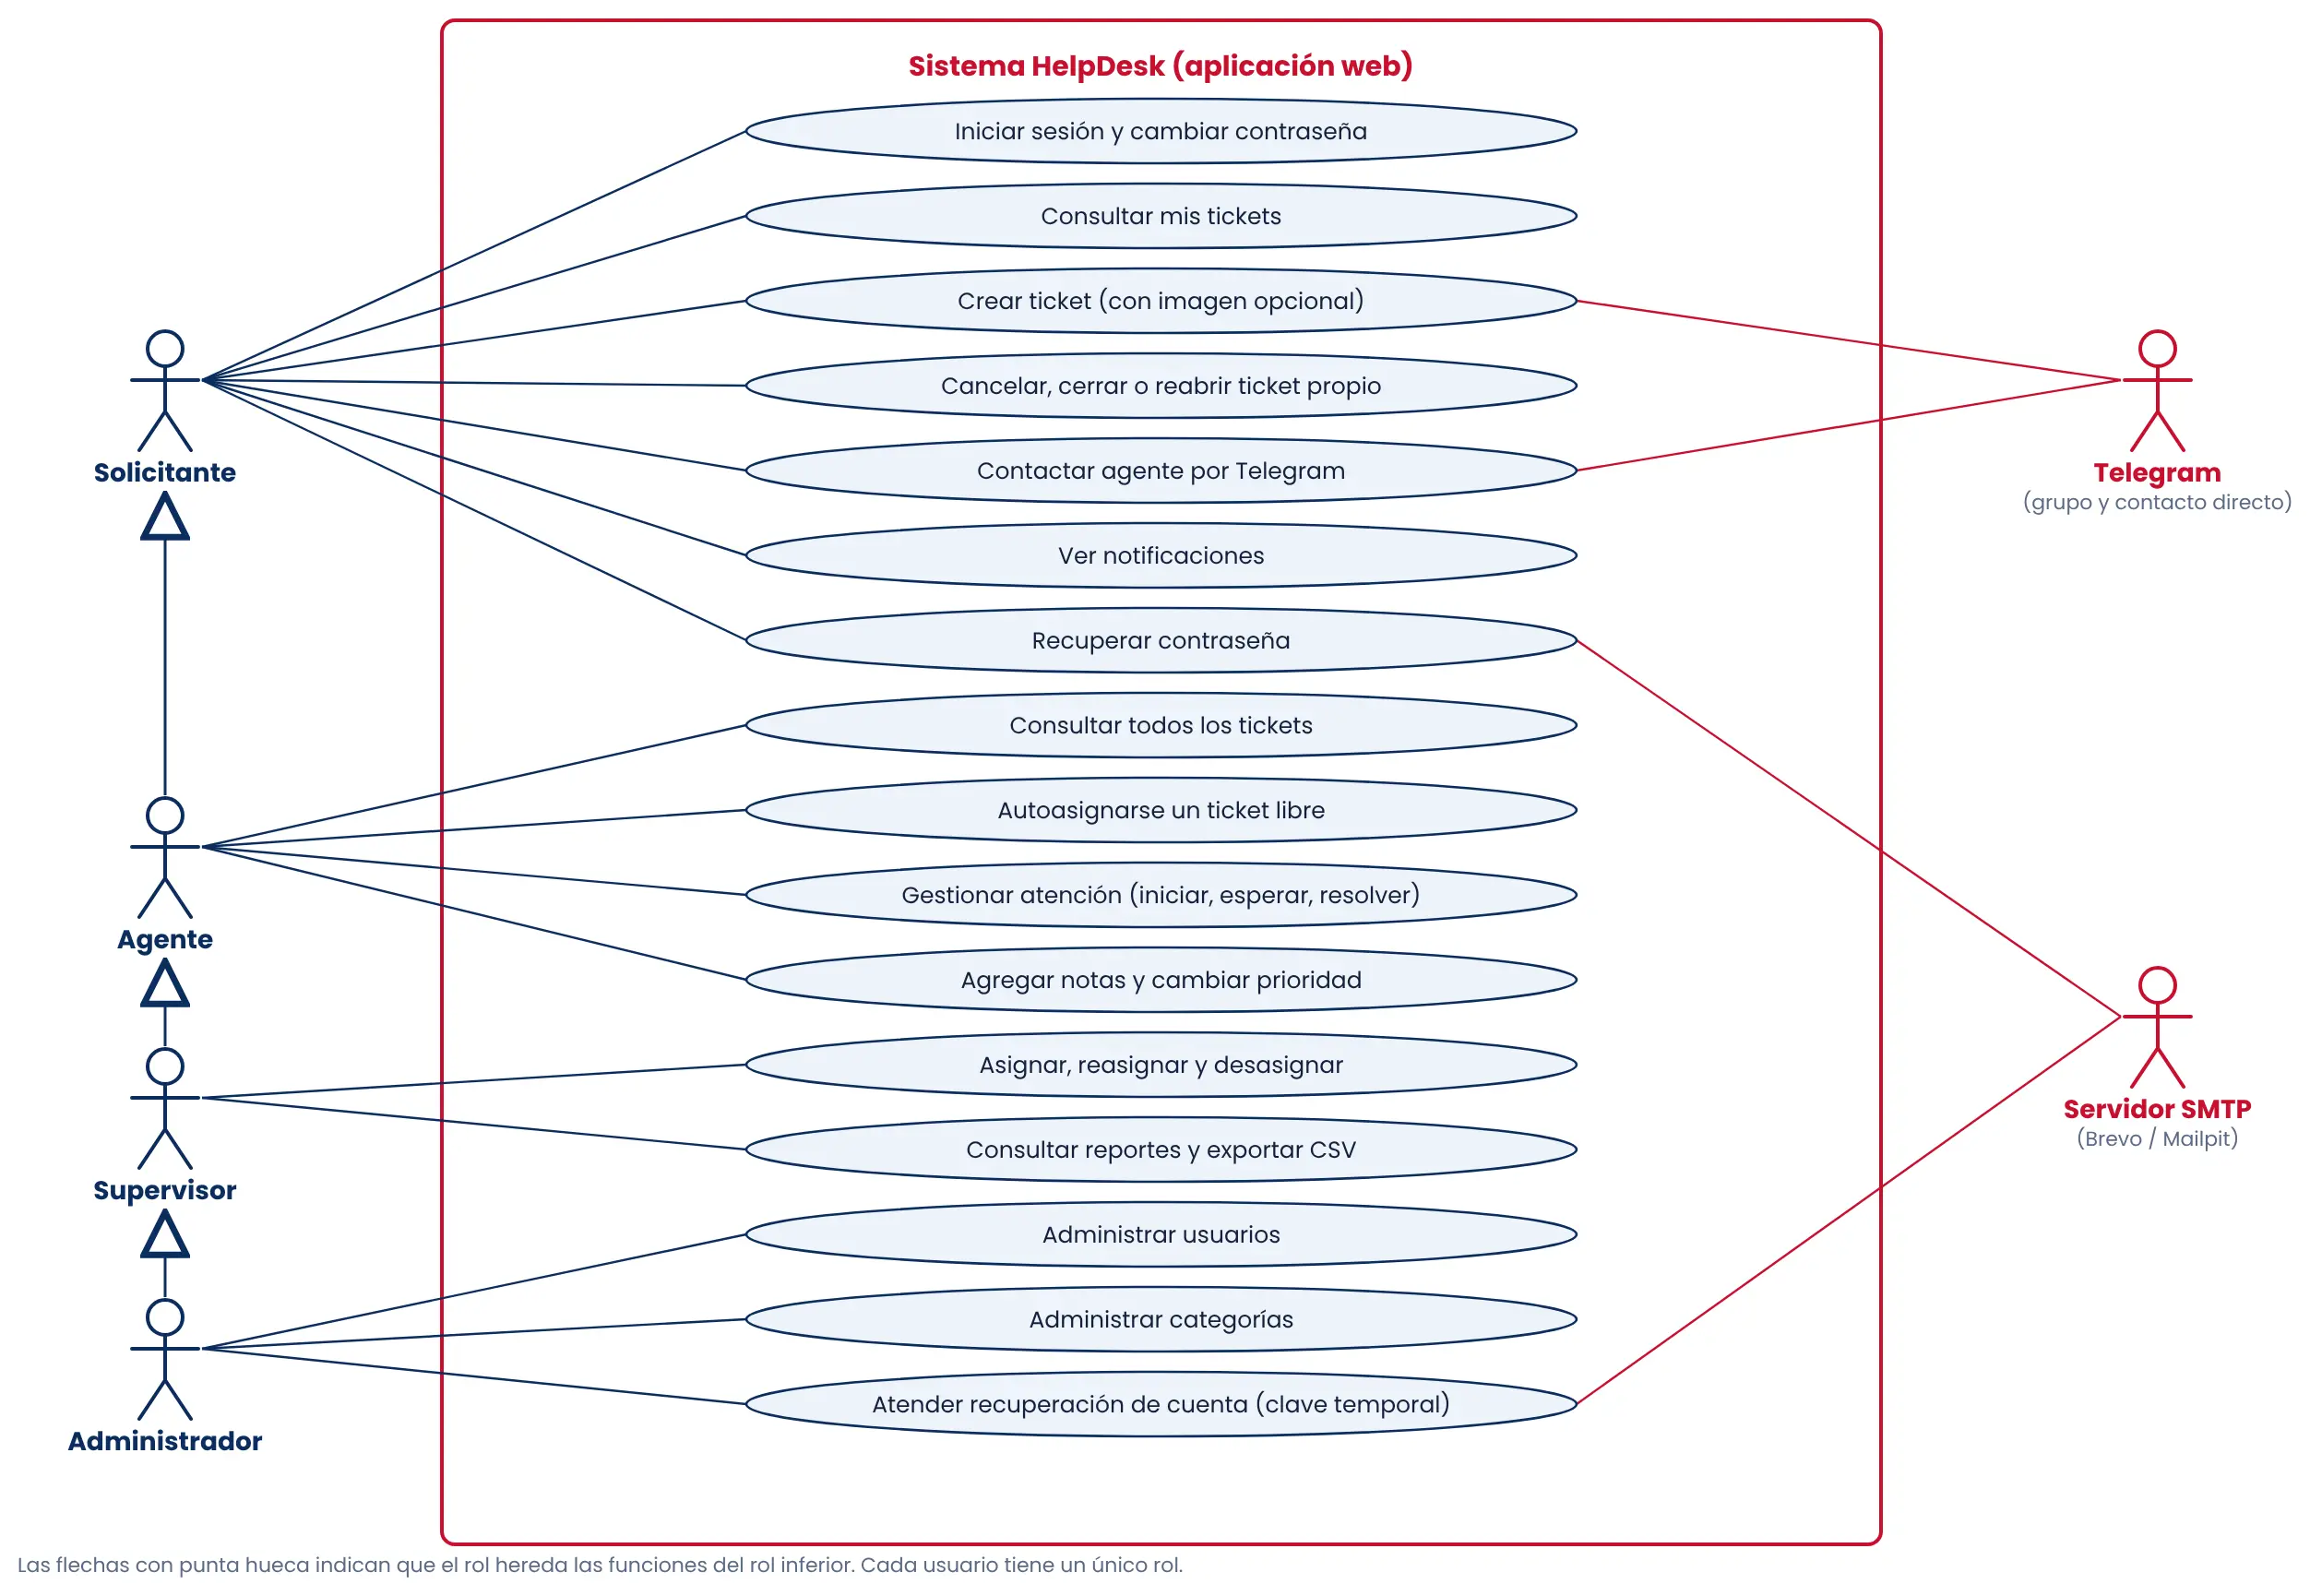 Sistema HelpDesk (aplicación web)
Iniciar sesión y cambiar contraseña
Consultar mis tickets
Crear ticket (con imagen opcional)
Cancelar, cerrar o reabrir ticket propio
Contactar agente por Telegram
Ver notificaciones
Recuperar contraseña
Consultar todos los tickets
Autoasignarse un ticket libre
Gestionar atención (iniciar, esperar, resolver)
Agregar notas y cambiar prioridad
Asignar, reasignar y desasignar
Consultar reportes y exportar CSV
Administrar usuarios
Administrar categorías
Atender recuperación de cuenta (clave temporal)
Solicitante
Agente
Supervisor
Administrador
Telegram
(grupo y contacto directo)
Servidor SMTP
(Brevo / Mailpit)
Las flechas con punta hueca indican que el rol hereda las funciones del rol inferior. Cada usuario tiene un único rol.